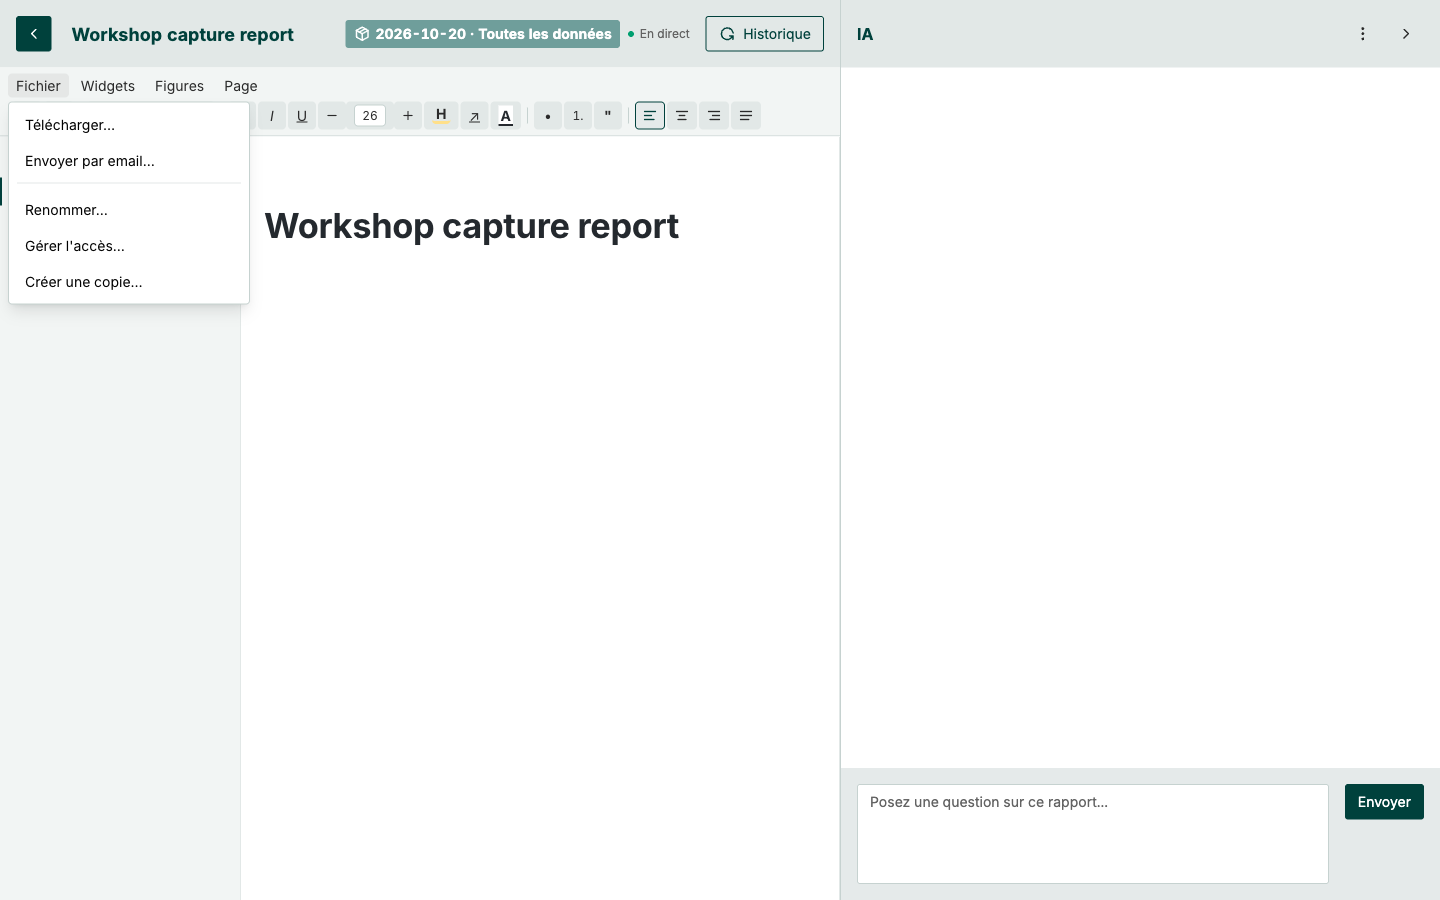 Workshop capture report
2026-10-20 · Toutes les données
En direct
Historique
Fichier
Widgets
Figures
Page
Télécharger...
Envoyer par email...
Renommer...
Gérer l'accès...
Créer une copie...
I
U
26
H
A
1.
"
Workshop capture report
IA
Posez une question sur ce rapport...
Envoyer